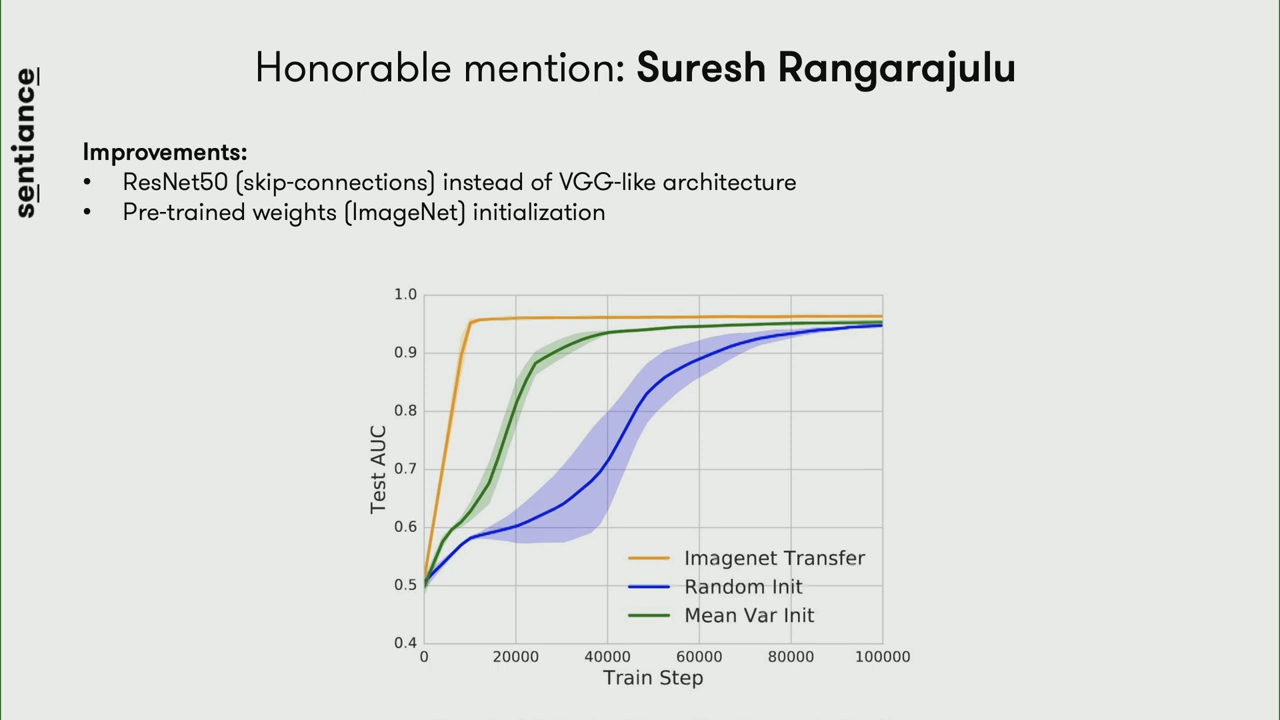 sentiance
Honorable mention: Suresh Rangarajulu
Improvements:
• ResNet50 (skip-connections) instead of VGG-like architecture
• Pre-trained weights (ImageNet) initialization
1.0
0.9
0.8
0.7
0.6
0.5
0.4
Test AUC
Imagenet Transfer
Random Init
Mean Var Init
0 20000 40000 60000 80000 100000
Train Step